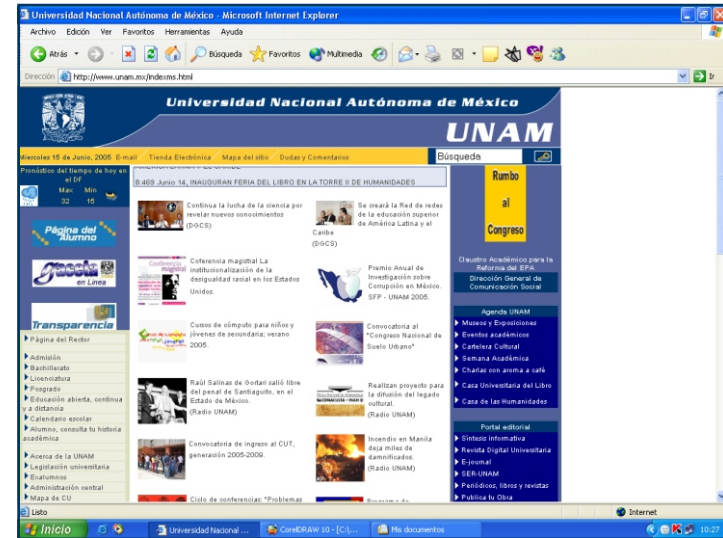 Universidad Nacional Autónoma de México - Microsoft Internet Explorer
Archivo Edición Ver Favoritos Herramientas Ayuda
Atrás Búsqueda Favoritos Multimedia
Dirección http://www.unam.mx/indexms.html Ir
Universidad Nacional Autónoma de México
UNAM
Miercoles 15 de Junio, 2005 E-mail Tienda Electrónica Mapa del sitio Dudas y Comentarios Búsqueda
Pronóstico del tiempo de hoy en
el DF
Max Min
32 15
Página del
Alumno
gaceta
en Línea
Transparencia
Página del Rector
Admisión
Bachillerato
Licenciatura
Posgrado
Educación abierta, continua
y a distancia
Calendario escolar
Alumno, consulta tu historia
académica
Acerca de la UNAM
Legislación universitaria
Exalumnos
Administración central
Mapa de CU
8:469 Junio 14, INAUGURAN FERIA DEL LIBRO EN LA TORRE II DE HUMANIDADES
Continua la lucha de la ciencia por
revelar nuevos conocimientos
(DGCS)
Se creará la Red de redes
de la educación superior
de América Latina y el
Caribe
(DGCS)
Conferencia
magistral
Coferencia magistral La
institucionalización de la
desigualdad racial en los Estados
Unidos.
Premio Anual de
Investigación sobre
Corrupción en México.
SFP - UNAM 2005.
Cursos de cómputo para niños y
jóvenes de secundaria; verano
2005.
Convocatoria al
"Congreso Nacional de
Suelo Urbano"
Raúl Salinas de Gortari salió libre
del penal de Santiaguito, en el
Estado de México.
(Radio UNAM)
Realizan proyecto para
la difusión del legado
cultural.
(Radio UNAM)
Convocatoria de ingreso al CUT,
generación 2005-2009.
Incendio en Manila
deja miles de
damnificados.
(Radio UNAM)
Ciclo de conferencias: "Problemas
Programa de
Rumbo
al
Congreso
Claustro Académico para la
Reforma del EPA
Dirección General de
Comunicación Social
Agenda UNAM
Museos y Exposiciones
Eventos académicos
Cartelera Cultural
Semana Académica
Charlas con aroma a café
Casa Universitaria del Libro
Casa de las Humanidades
Portal editorial
Síntesis informativa
Revista Digital Universitaria
E-journal
SER-UNAM
Periódicos, libros y revistas
Publica tu Obra
Listo Internet
Inicio Universidad Nacional ... CorelDRAW 10 - [C:\... Mis documentos 10:27